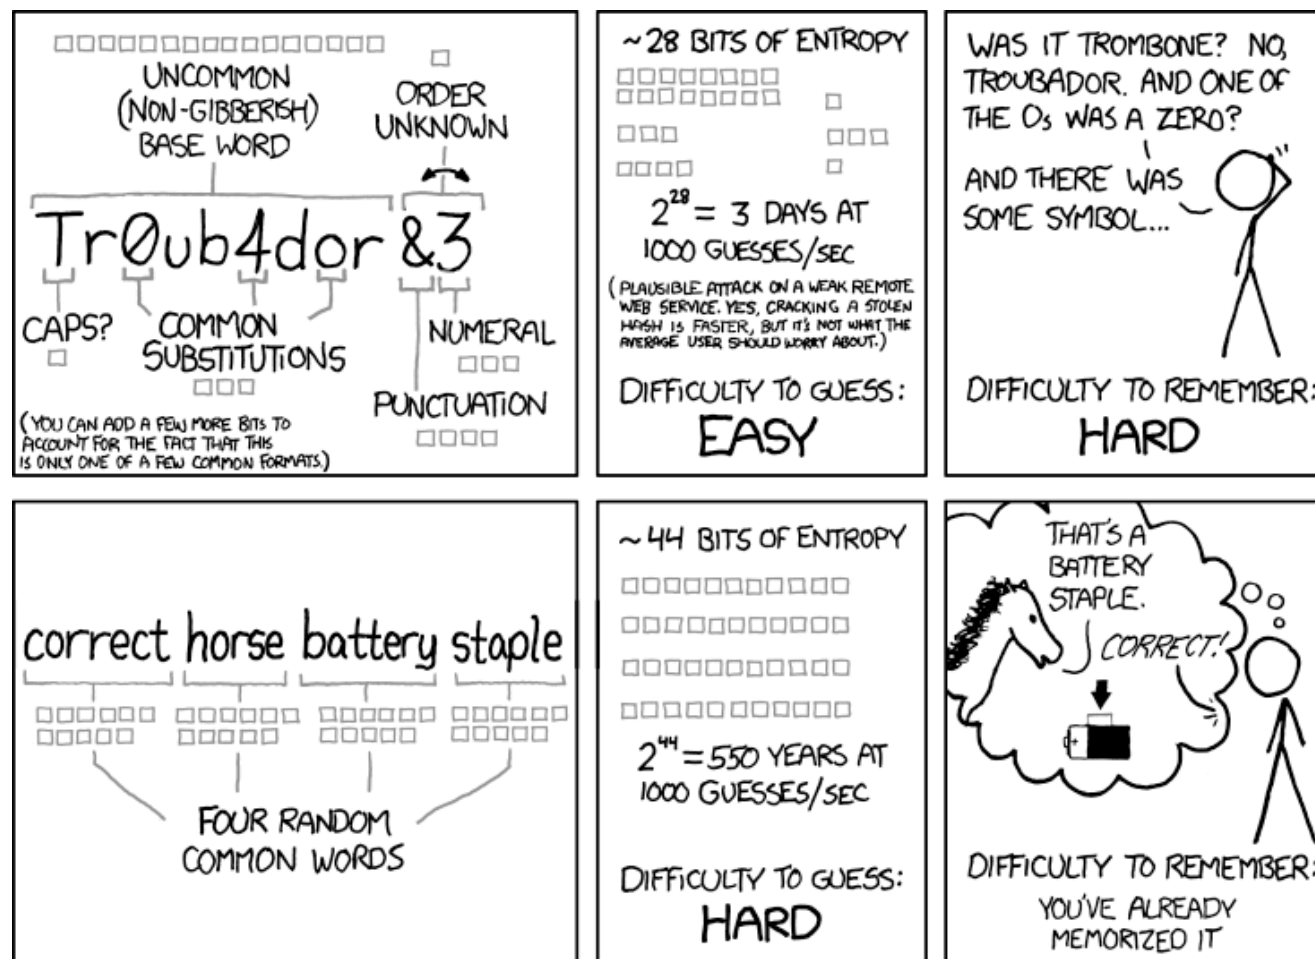 UNCOMMON
(NON-GIBBERISH)
BASE WORD
ORDER
UNKNOWN
Tr0ub4dor &3
CAPS?
COMMON
SUBSTITUTIONS
NUMERAL
PUNCTUATION
(YOU CAN ADD A FEW MORE BITS TO
ACCOUNT FOR THE FACT THAT THIS
IS ONLY ONE OF A FEW COMMON FORMATS.)
~28 BITS OF ENTROPY
2^28 = 3 DAYS AT
1000 GUESSES/SEC
(PLAUSIBLE ATTACK ON A WEAK REMOTE
WEB SERVICE. YES, CRACKING A STOLEN
HASH IS FASTER, BUT IT'S NOT WHAT THE
AVERAGE USER SHOULD WORRY ABOUT.)
DIFFICULTY TO GUESS:
EASY
WAS IT TROMBONE? NO,
TROUBADOR. AND ONE OF
THE Os WAS A ZERO?
AND THERE WAS
SOME SYMBOL...
DIFFICULTY TO REMEMBER:
HARD
correct horse battery staple
FOUR RANDOM
COMMON WORDS
~44 BITS OF ENTROPY
2^44 = 550 YEARS AT
1000 GUESSES/SEC
DIFFICULTY TO GUESS:
HARD
THAT'S A
BATTERY
STAPLE.
CORRECT!
+
DIFFICULTY TO REMEMBER:
YOU'VE ALREADY
MEMORIZED IT